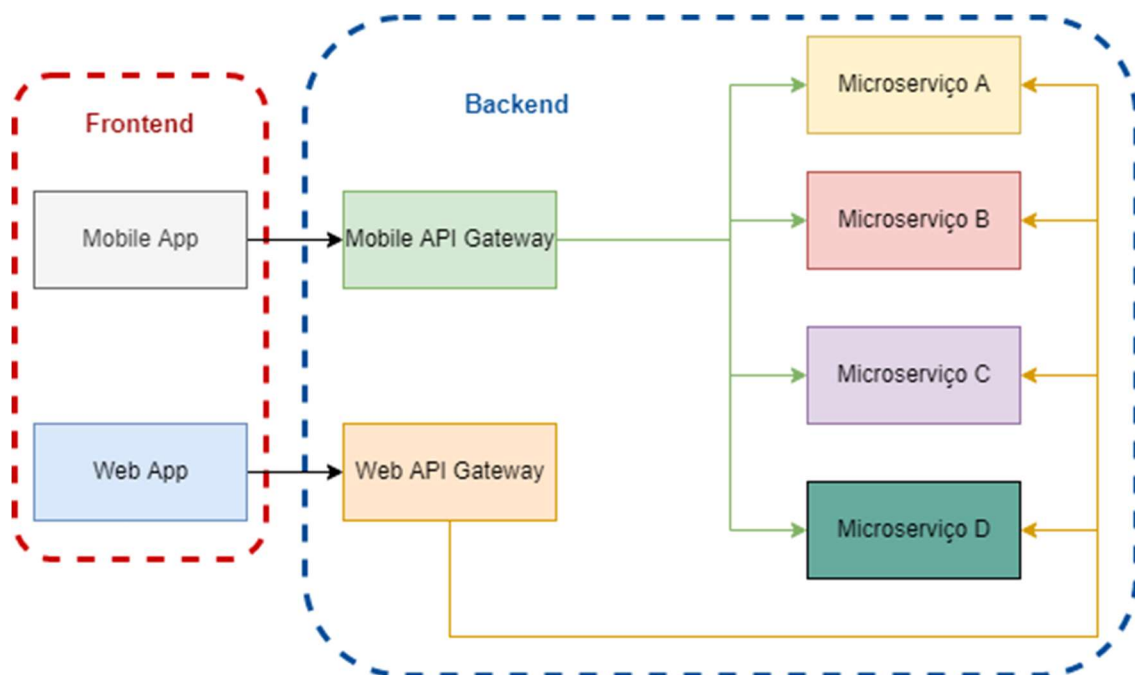 Frontend
Backend
Mobile App
Mobile API Gateway
Web App
Web API Gateway
Microserviço A
Microserviço B
Microserviço C
Microserviço D